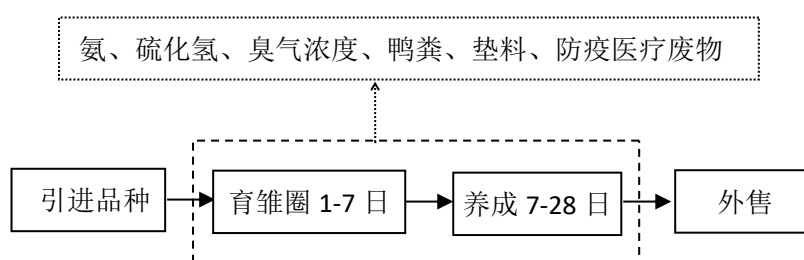 氨、硫化氢、臭气浓度、鸭粪、垫料、防疫医疗废物
引进品种
育雏圈 1-7 日
养成 7-28 日
外售